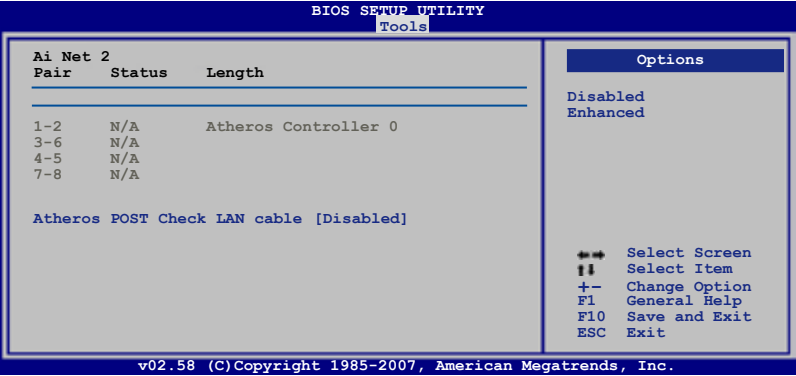 BIOS SETUP UTILITY
Tools
Ai Net 2
Pair Status Length
1-2 N/A Atheros Controller 0
3-6 N/A
4-5 N/A
7-8 N/A
Atheros POST Check LAN cable [Disabled]
Options
Disabled
Enhanced
←→ Select Screen
↑↓ Select Item
+- Change Option
F1 General Help
F10 Save and Exit
ESC Exit
v02.58 (C)Copyright 1985-2007, American Megatrends, Inc.